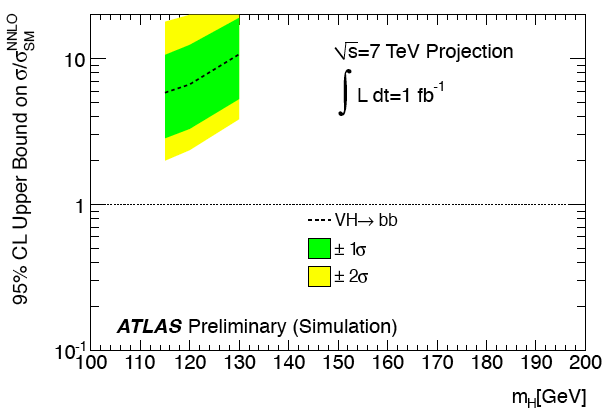 95% CL Upper Bound on σ/σ_SM^NNLO
10
1
10^-1
√s=7 TeV Projection
∫ L dt=1 fb^-1
VH→ bb
± 1σ
± 2σ
ATLAS Preliminary (Simulation)
100 110 120 130 140 150 160 170 180 190 200
m_H[GeV]